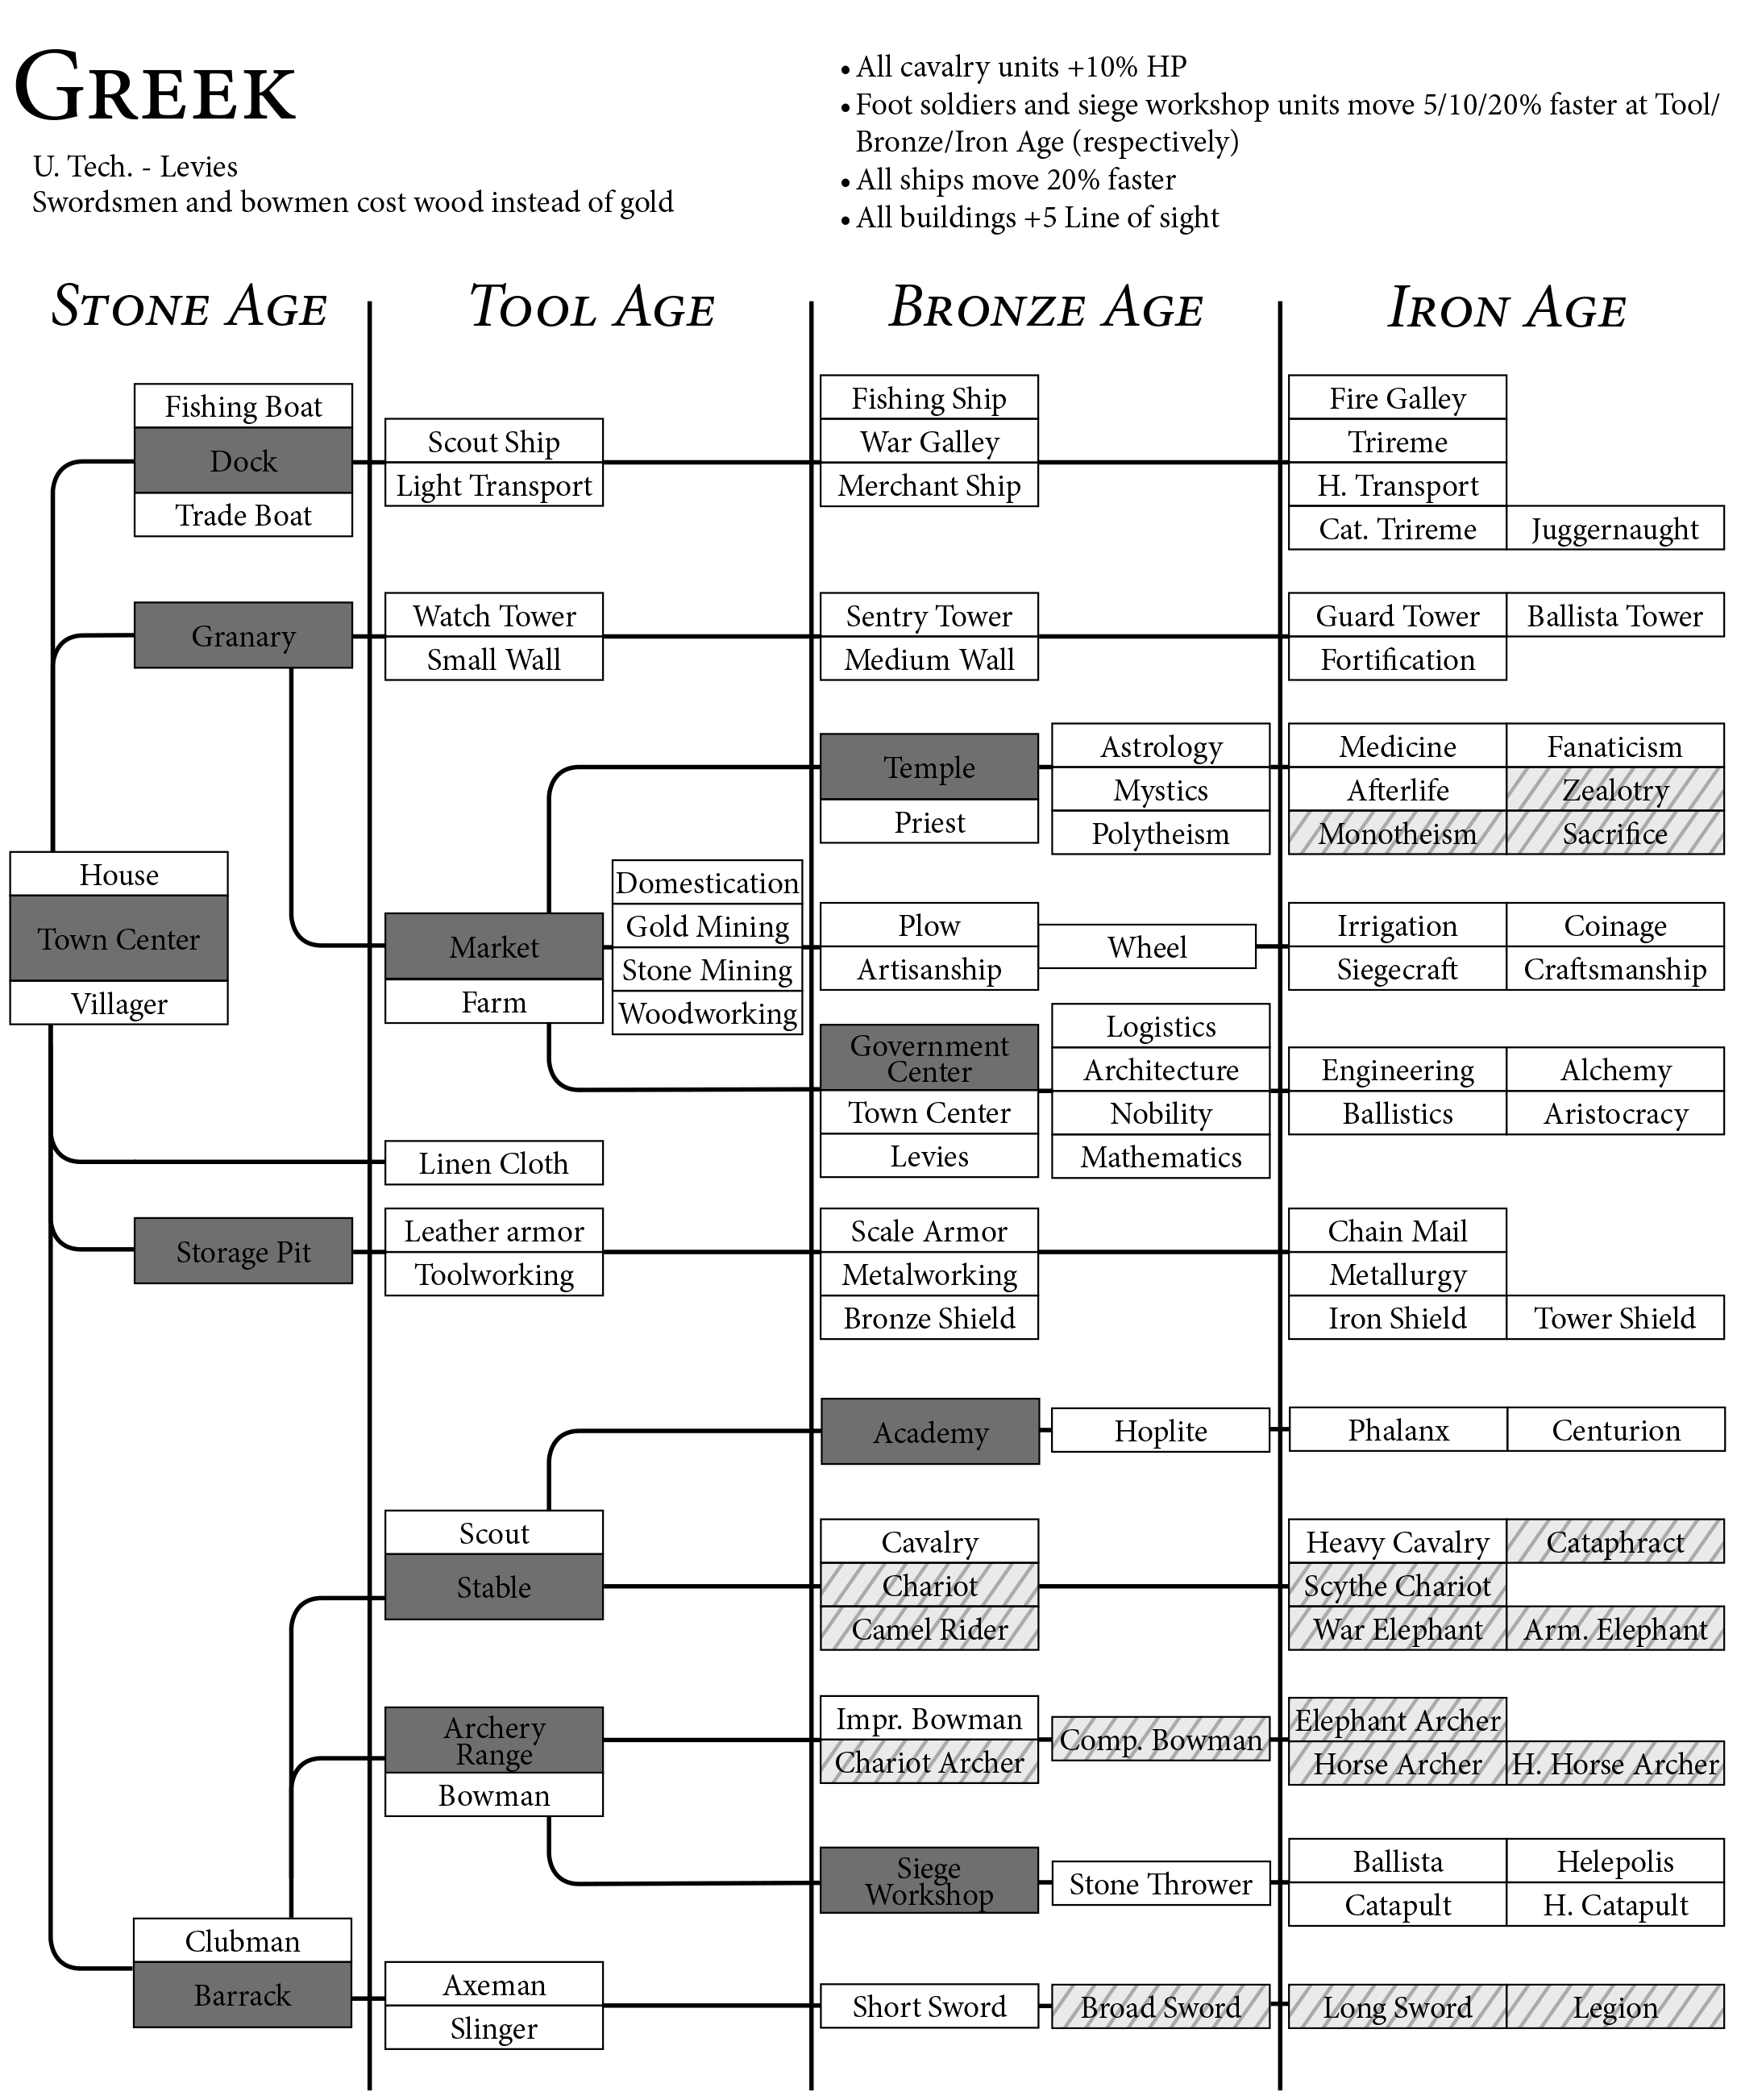 GREEK
U. Tech. - Levies
Swordsmen and bowmen cost wood instead of gold
• All cavalry units +10% HP
• Foot soldiers and siege workshop units move 5/10/20% faster at Tool/
Bronze/Iron Age (respectively)
• All ships move 20% faster
• All buildings +5 Line of sight
STONE AGE
TOOL AGE
BRONZE AGE
IRON AGE
Fishing Boat
Dock
Trade Boat
Scout Ship
Light Transport
Fishing Ship
War Galley
Merchant Ship
Fire Galley
Trireme
H. Transport
Cat. Trireme
Juggernaught
Granary
Watch Tower
Small Wall
Sentry Tower
Medium Wall
Guard Tower
Ballista Tower
Fortification
Temple
Priest
Astrology
Mystics
Polytheism
Medicine
Fanaticism
Afterlife
Zealotry
Monotheism
Sacrifice
House
Town Center
Villager
Market
Farm
Domestication
Gold Mining
Stone Mining
Woodworking
Plow
Artisanship
Wheel
Irrigation
Coinage
Siegecraft
Craftsmanship
Government
Center
Town Center
Levies
Logistics
Architecture
Nobility
Mathematics
Engineering
Alchemy
Ballistics
Aristocracy
Linen Cloth
Storage Pit
Leather armor
Toolworking
Scale Armor
Metalworking
Bronze Shield
Chain Mail
Metallurgy
Iron Shield
Tower Shield
Academy
Hoplite
Phalanx
Centurion
Scout
Stable
Cavalry
Chariot
Camel Rider
Heavy Cavalry
Cataphract
Scythe Chariot
War Elephant
Arm. Elephant
Archery
Range
Bowman
Impr. Bowman
Chariot Archer
Comp. Bowman
Elephant Archer
Horse Archer
H. Horse Archer
Siege
Workshop
Stone Thrower
Ballista
Helepolis
Catapult
H. Catapult
Clubman
Barrack
Axeman
Slinger
Short Sword
Broad Sword
Long Sword
Legion